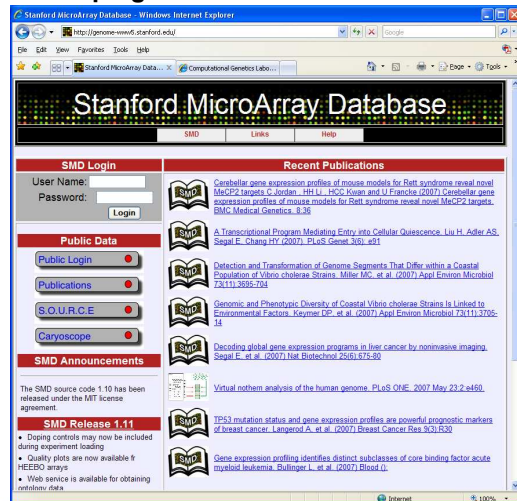 Stanford MicroArray Database - Windows Internet Explorer
http://genome-www5.stanford.edu/
Google
File Edit View Favorites Tools Help
Stanford MicroArray Data... Computational Genetics Labo...
Page Tools
Stanford MicroArray Database
SMD Links Help
SMD Login
User Name:
Password:
Login
Public Data
Public Login
Publications
S.O.U.R.C.E
Caryoscope
SMD Announcements
The SMD source code 1.10 has been
released under the MIT license
agreement.
SMD Release 1.11
Doping controls may now be included
during experiment loading
Quality plots are now available fr
HEEBO arrays
Web service is available for obtaining
ontology data
Recent Publications
Cerebellar gene expression profiles of mouse models for Rett syndrome reveal novel
MeCP2 targets C Jordan . HH Li . HCC Kwan and U Francke (2007) Cerebellar gene
expression profiles of mouse models for Rett syndrome reveal novel MeCP2 targets.
BMC Medical Genetics. 8:36
A Transcriptional Program Mediating Entry into Cellular Quiescence. Liu H. Adler AS,
Segal E. Chang HY (2007). PLoS Genet 3(6): e91
Detection and Transformation of Genome Segments That Differ within a Coastal
Population of Vibrio cholerae Strains. Miller MC. et al. (2007) Appl Environ Microbiol
73(11):3695-704
Genomic and Phenotypic Diversity of Coastal Vibrio cholerae Strains Is Linked to
Environmental Factors. Keymer DP. et al. (2007) Appl Environ Microbiol 73(11):3705-
14
Decoding global gene expression programs in liver cancer by noninvasive imaging.
Segal E. et al. (2007) Nat Biotechnol 25(6):675-80
Virtual nothern analysis of the human genome. PLoS ONE. 2007 May 23;2 e460.
TP53 mutation status and gene expression profiles are powerful prognostic markers
of breast cancer. Langerod A. et al. (2007) Breast Cancer Res 9(3):R30
Gene expression profiling identifies distinct subclasses of core binding factor acute
myeloid leukemia. Bullinger L. et al. (2007) Blood ();
SMD
SMD
SMD
SMD
SMD
SMD
SMD
Internet 100%